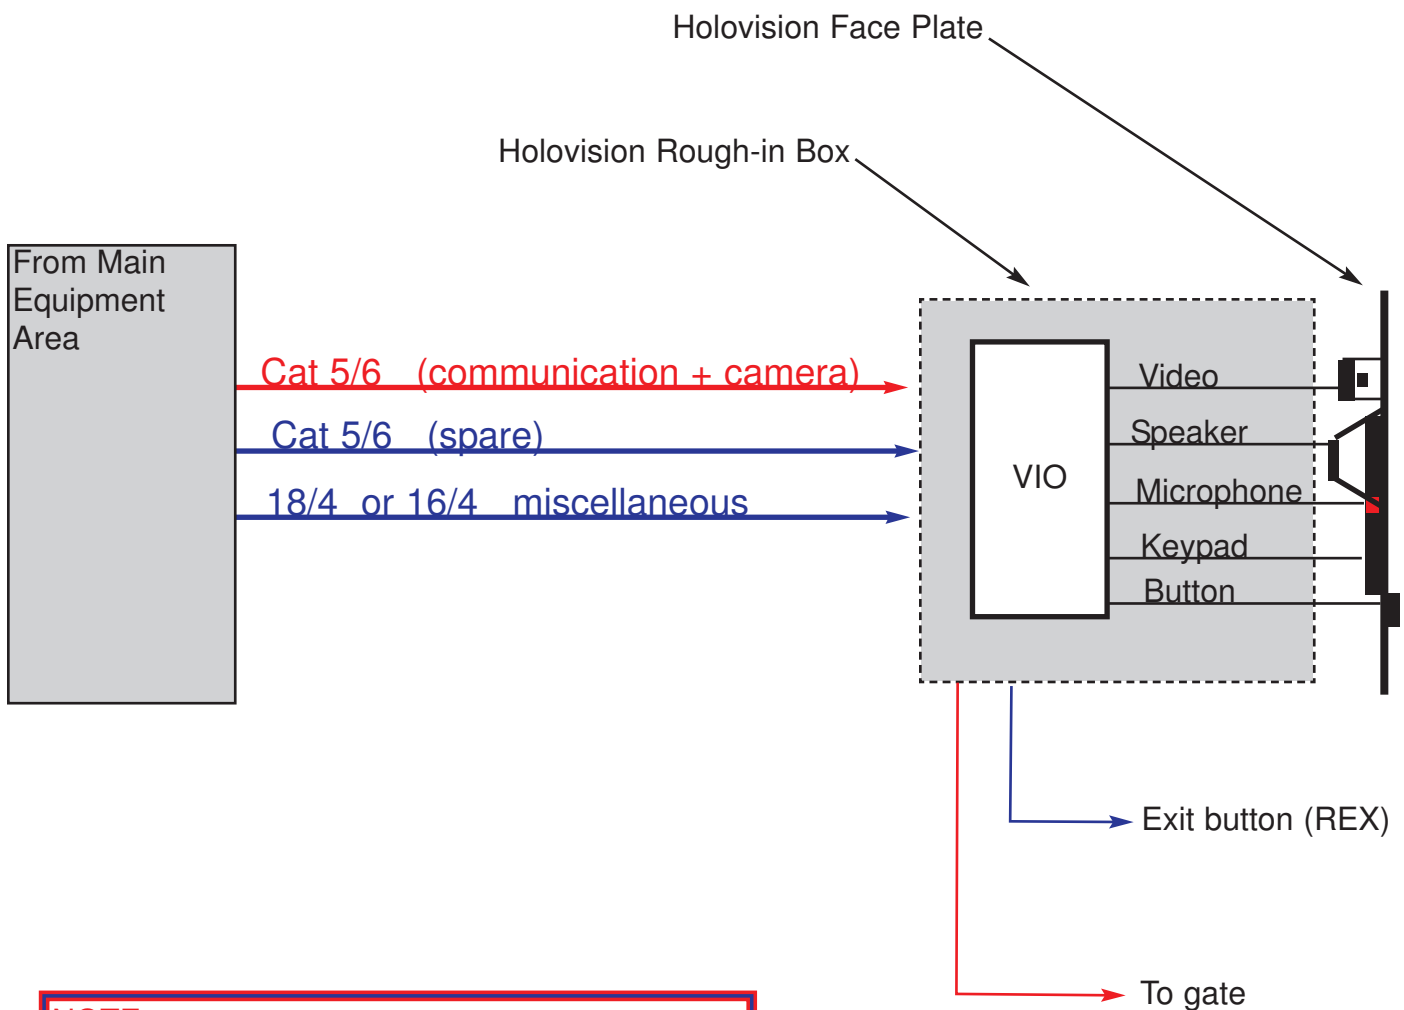 Holovision Face Plate
Holovision Rough-in Box
From Main
Equipment
Area
Cat 5/6 (communication + camera)
Cat 5/6 (spare)
18/4 or 16/4 miscellaneous
VIO
Video
Speaker
Microphone
Keypad
Button
Exit button (REX)
To gate